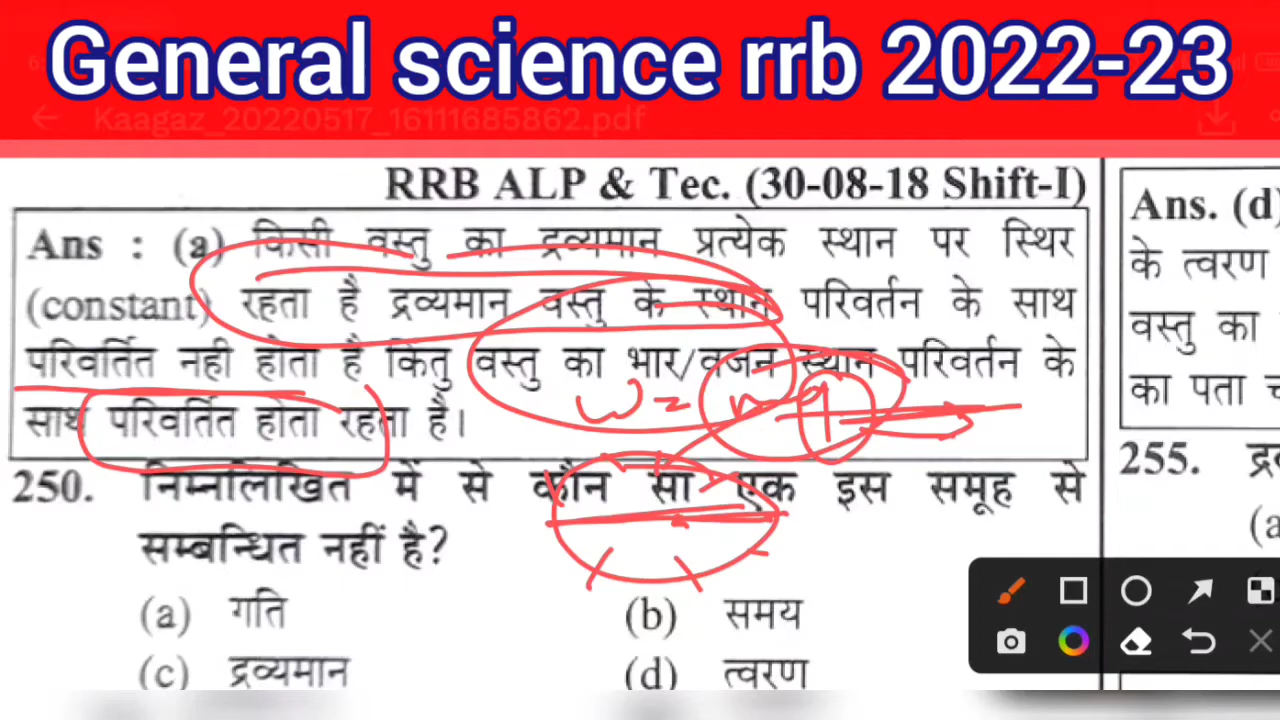 General science rrb 2022-23
Kaagaz_20220517_16111685862.pdf
RRB ALP & Tec. (30-08-18 Shift-I)
Ans : (a) किसी वस्तु का द्रव्यमान प्रत्येक स्थान पर स्थिर
(constant) रहता है द्रव्यमान वस्तु के स्थान परिवर्तन के साथ
परिवर्तित नही होता है किंतु वस्तु का भार/वजन स्थान परिवर्तन के
साथ परिवर्तित होता रहता है।
W = mg
250. निम्नलिखित में से कौन सा एक इस समूह से
सम्बन्धित नहीं है?
(a) गति (b) समय
(c) द्रव्यमान (d) त्वरण
Ans. (d)
के त्वरण
वस्तु का
का पता
255.
(a